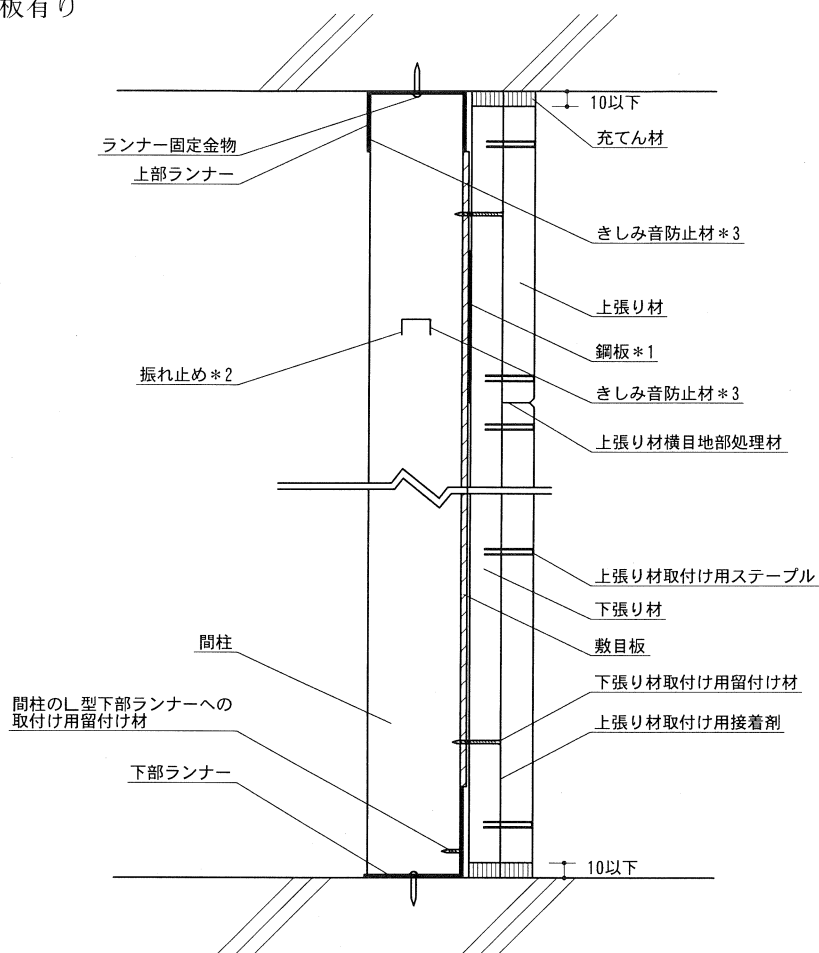 板有り
10以下
ランナー固定金物
充てん材
上部ランナー
きしみ音防止材*3
上張り材
鋼板*1
振れ止め*2
きしみ音防止材*3
上張り材横目地部処理材
上張り材取付け用ステープル
下張り材
間柱
敷目板
下張り材取付け用留付け材
間柱のL型下部ランナーへの
取付け用留付け材
上張り材取付け用接着剤
下部ランナー
10以下